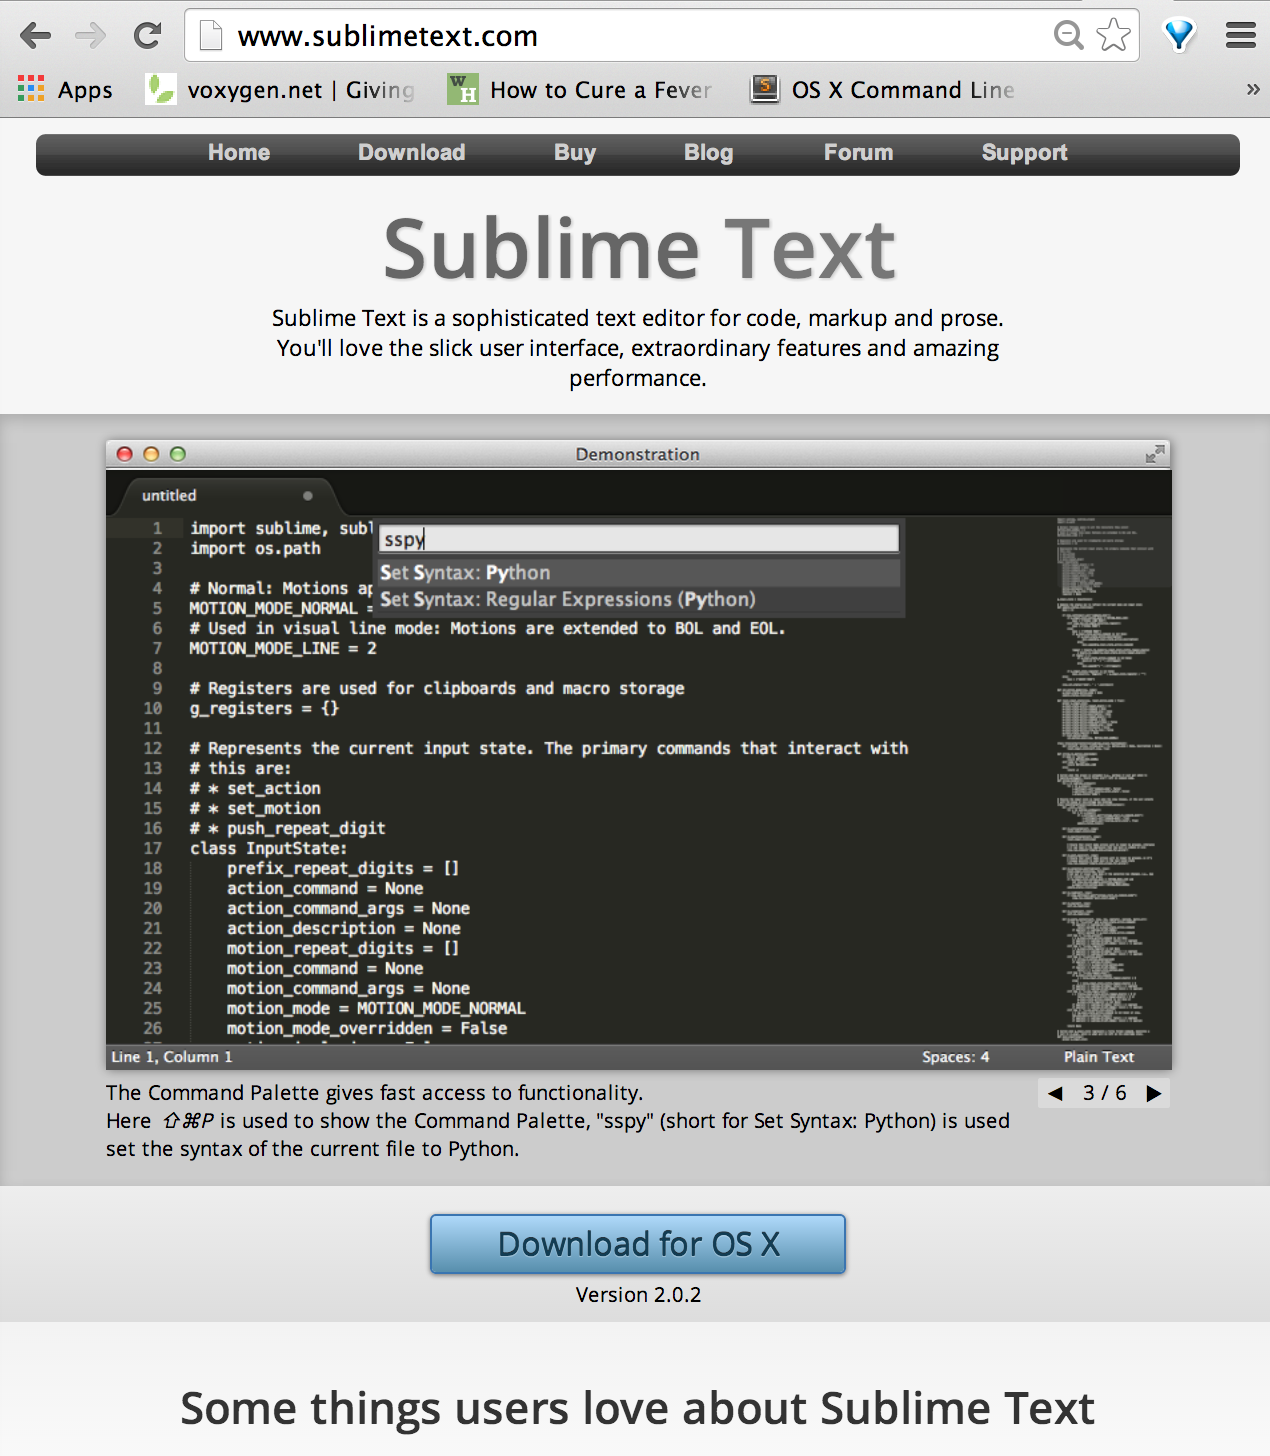 www.sublimetext.com
Apps
voxygen.net | Giving
How to Cure a Fever
OS X Command Line
»
Home
Download
Buy
Blog
Forum
Support
Sublime Text
Sublime Text is a sophisticated text editor for code, markup and prose.
You'll love the slick user interface, extraordinary features and amazing
performance.
Demonstration
untitled
sspy
Set Syntax: Python
Set Syntax: Regular Expressions (Python)
1 import sublime, subl
2 import os.path
3
4 # Normal: Motions ap
5 MOTION_MODE_NORMAL =
6 # Used in visual line mode: Motions are extended to BOL and EOL.
7 MOTION_MODE_LINE = 2
8
9 # Registers are used for clipboards and macro storage
10 g_registers = {}
11
12 # Represents the current input state. The primary commands that interact with
13 # this are:
14 # * set_action
15 # * set_motion
16 # * push_repeat_digit
17 class InputState:
18 prefix_repeat_digits = []
19 action_command = None
20 action_command_args = None
21 action_description = None
22 motion_repeat_digits = []
23 motion_command = None
24 motion_command_args = None
25 motion_mode = MOTION_MODE_NORMAL
26 motion_mode_overridden = False
Line 1, Column 1
Spaces: 4
Plain Text
The Command Palette gives fast access to functionality.
◀ 3 / 6 ▶
Here ⇧⌘P is used to show the Command Palette, "sspy" (short for Set Syntax: Python) is used
set the syntax of the current file to Python.
Download for OS X
Version 2.0.2
Some things users love about Sublime Text